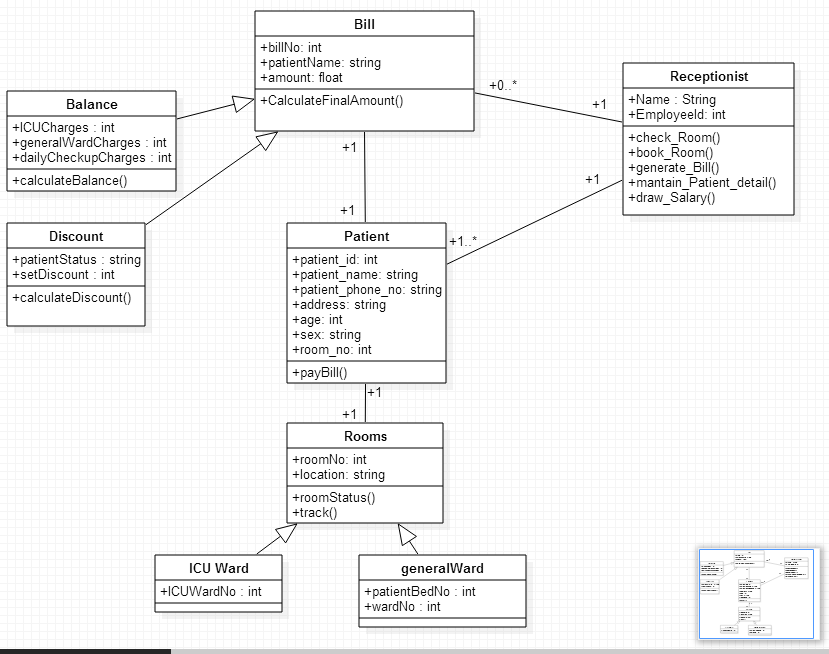 Bill
+billNo: int
+patientName: string
+amount: float
+CalculateFinalAmount()
Balance
+ICUCharges : int
+generalWardCharges : int
+dailyCheckupCharges : int
+calculateBalance()
Receptionist
+Name : String
+EmployeeId: int
+check_Room()
+book_Room()
+generate_Bill()
+mantain_Patient_detail()
+draw_Salary()
+0..*
+1
+1
+1
+1
+1..*
Discount
+patientStatus : string
+setDiscount : int
+calculateDiscount()
Patient
+patient_id: int
+patient_name: string
+patient_phone_no: string
+address: string
+age: int
+sex: string
+room_no: int
+payBill()
+1
+1
Rooms
+roomNo: int
+location: string
+roomStatus()
+track()
ICU Ward
+ICUWardNo : int
generalWard
+patientBedNo : int
+wardNo : int